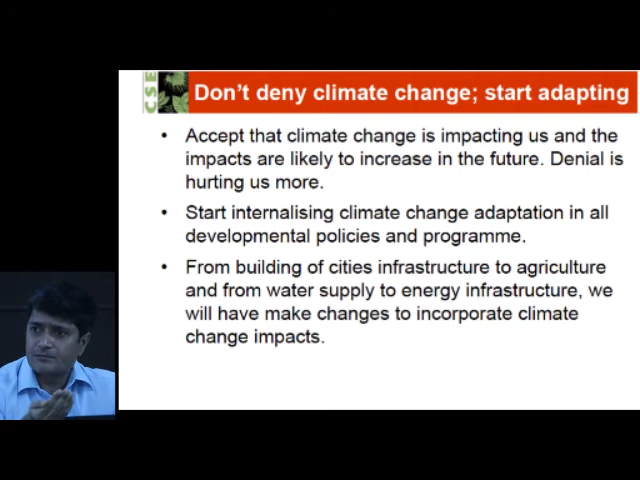 CSE
Don't deny climate change; start adapting
• Accept that climate change is impacting us and the
impacts are likely to increase in the future. Denial is
hurting us more.
• Start internalising climate change adaptation in all
developmental policies and programme.
• From building of cities infrastructure to agriculture
and from water supply to energy infrastructure, we
will have make changes to incorporate climate
change impacts.